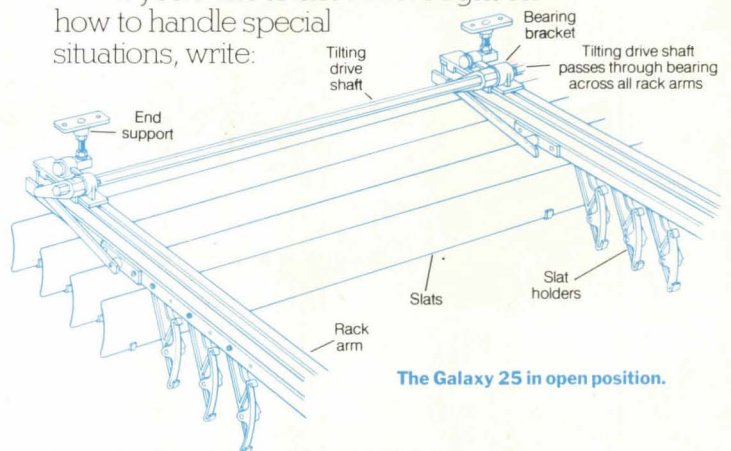 how to handle special
situations, write:
Bearing
bracket
Tilting
drive
shaft
Tilting drive shaft
passes through bearing
across all rack arms
End
support
Slats
Slat
holders
Rack
arm
The Galaxy 25 in open position.